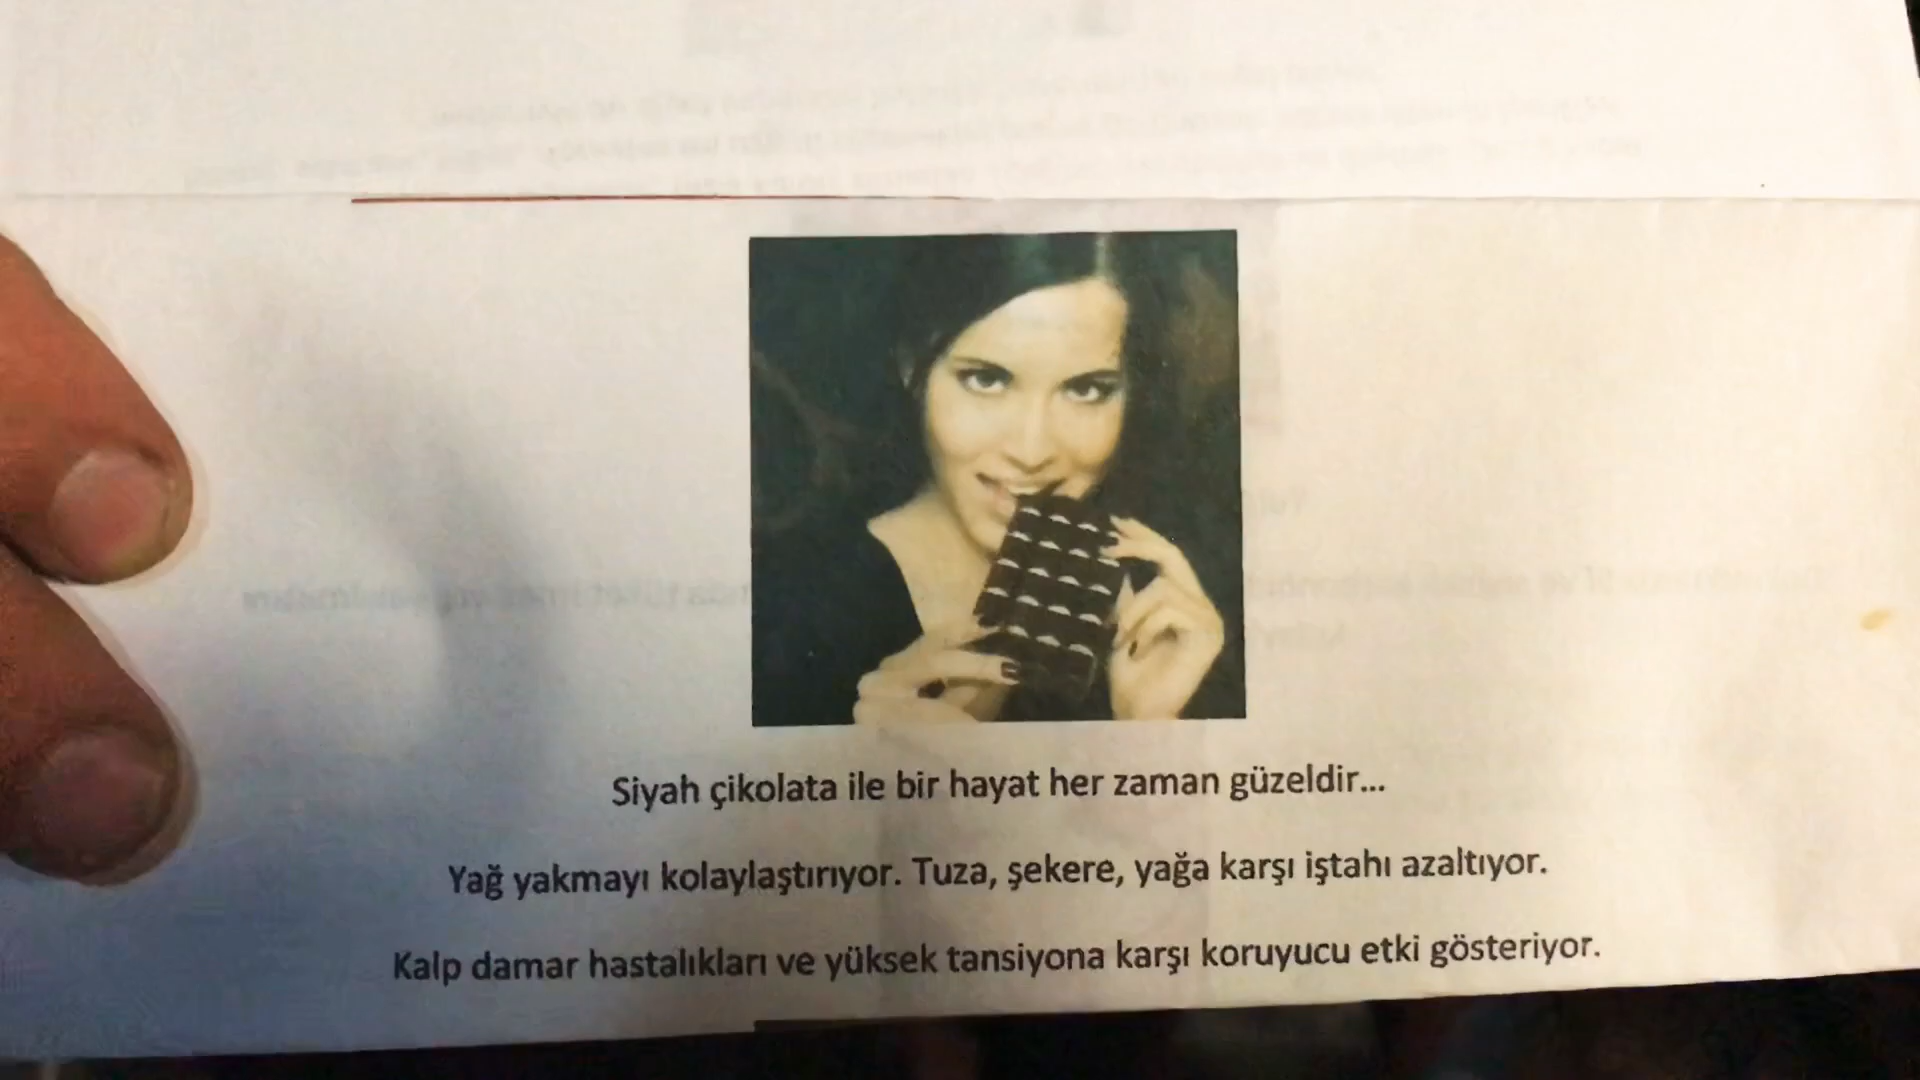 Siyah çikolata ile bir hayat her zaman güzeldir...
Yağ yakmayı kolaylaştırıyor. Tuza, şekere, yağa karşı iştahı azaltıyor.
Kalp damar hastalıkları ve yüksek tansiyona karşı koruyucu etki gösteriyor.